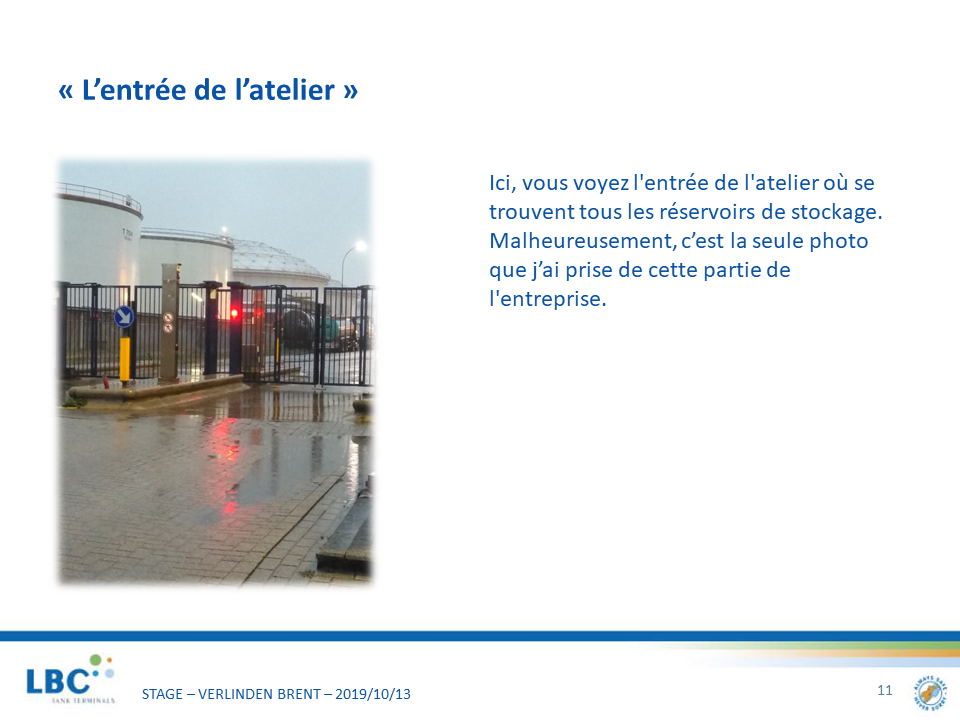 « L’entrée de l’atelier »
Ici, vous voyez l'entrée de l'atelier où se
trouvent tous les réservoirs de stockage.
Malheureusement, c’est la seule photo
que j’ai prise de cette partie de
l'entreprise.
LBC
TANK TERMINALS
STAGE – VERLINDEN BRENT – 2019/10/13
11
ALWAYS SAFE
NEVER SORRY